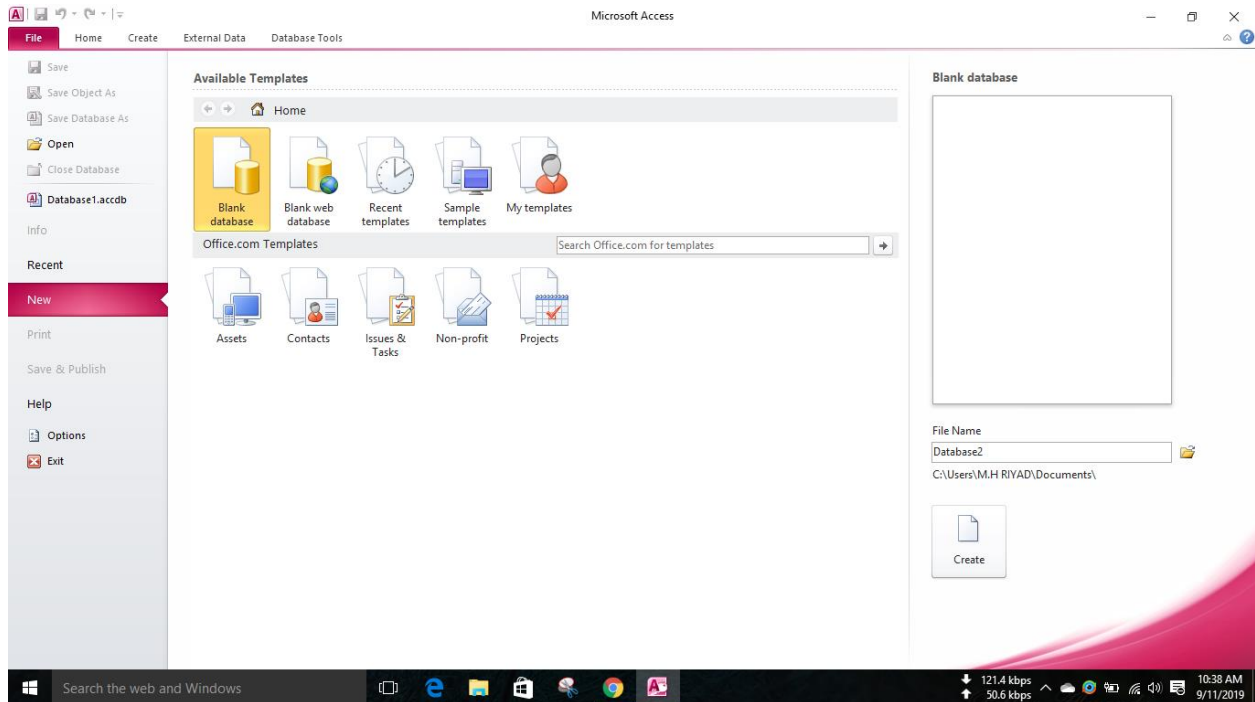 Microsoft Access
File Home Create External Data Database Tools
Save
Save Object As
Save Database As
Open
Close Database
Database1.accdb
Info
Recent
New
Print
Save & Publish
Help
Options
Exit
Available Templates
Home
Blank database
Blank web database
Recent templates
Sample templates
My templates
Office.com Templates
Search Office.com for templates
Assets
Contacts
Issues & Tasks
Non-profit
Projects
Blank database
File Name
Database2
C:\Users\M.H RIYAD\Documents\
Create
Search the web and Windows
121.4 kbps
50.6 kbps
10:38 AM
9/11/2019